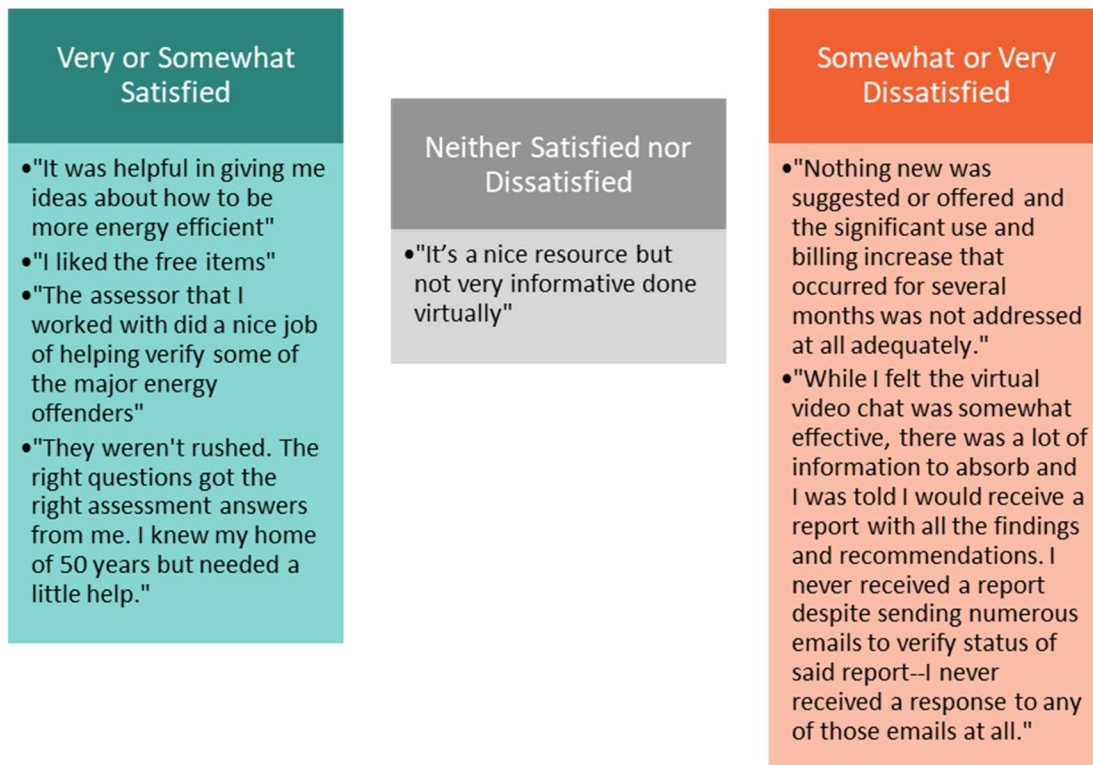 Very or Somewhat
Satisfied
•"It was helpful in giving me
ideas about how to be
more energy efficient"
•"I liked the free items"
•"The assessor that I
worked with did a nice job
of helping verify some of
the major energy
offenders"
•"They weren't rushed. The
right questions got the
right assessment answers
from me. I knew my home
of 50 years but needed a
little help."
Neither Satisfied nor
Dissatisfied
•"It’s a nice resource but
not very informative done
virtually"
Somewhat or Very
Dissatisfied
•"Nothing new was
suggested or offered and
the significant use and
billing increase that
occurred for several
months was not addressed
at all adequately."
•"While I felt the virtual
video chat was somewhat
effective, there was a lot of
information to absorb and
I was told I would receive a
report with all the findings
and recommendations. I
never received a report
despite sending numerous
emails to verify status of
said report--I never
received a response to any
of those emails at all."